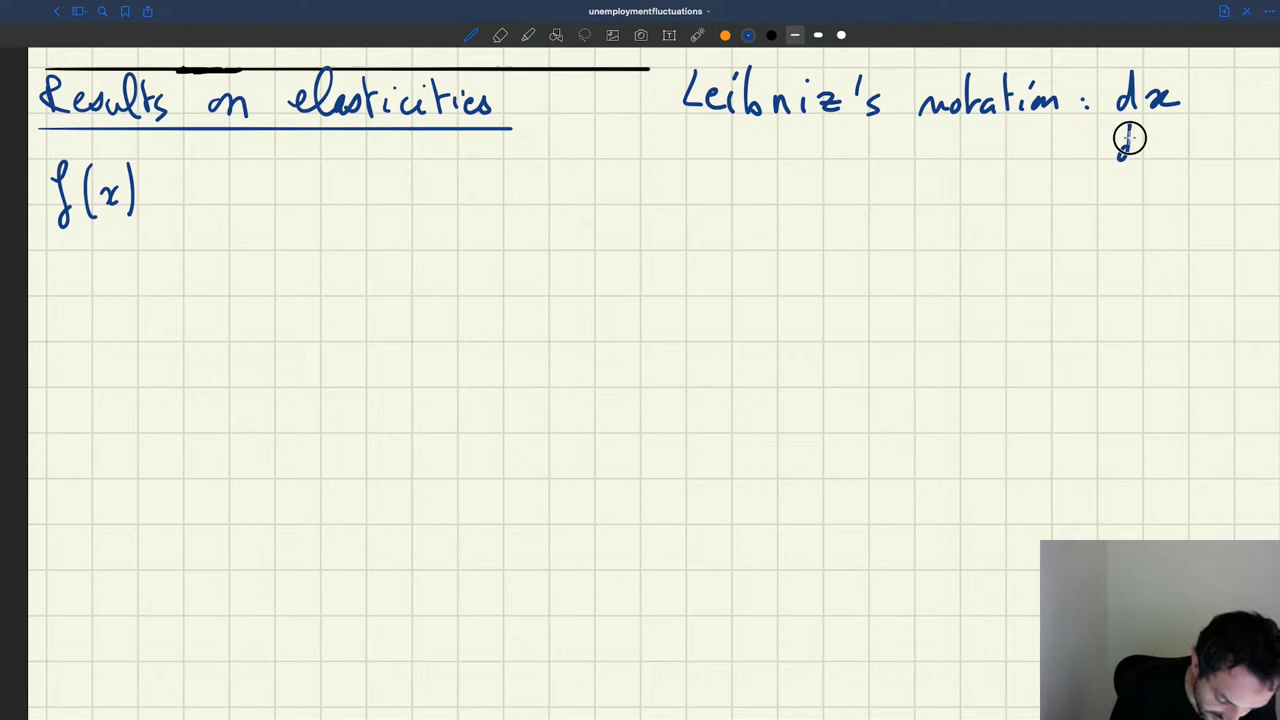 unemploymentfluctuations
Results on elasticities
Leibniz's notation: dx
f(x)